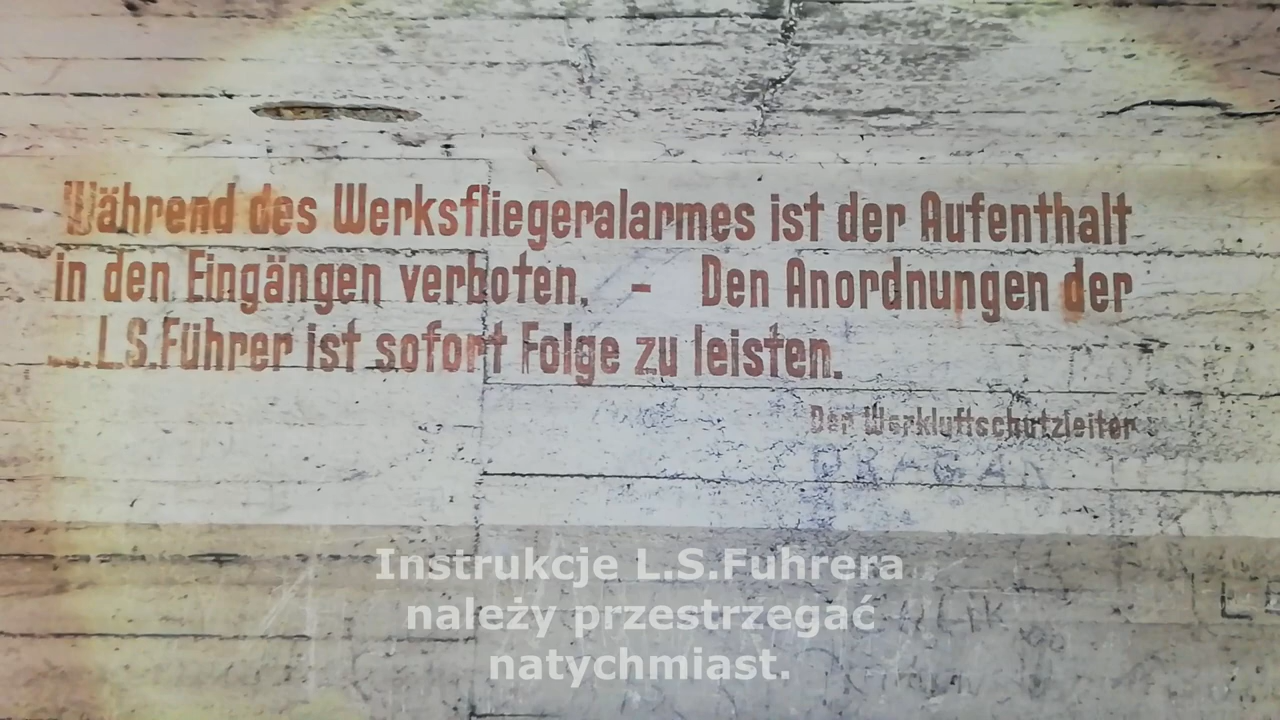 Während des Werksfliegeralarmes ist der Aufenthalt
in den Eingängen verboten. - Den Anordnungen der
L.S.Führer ist sofort Folge zu leisten.
Der Werkluftschutzleiter
Instrukcje L.S.Fuhrera
należy przestrzegać
natychmiast.